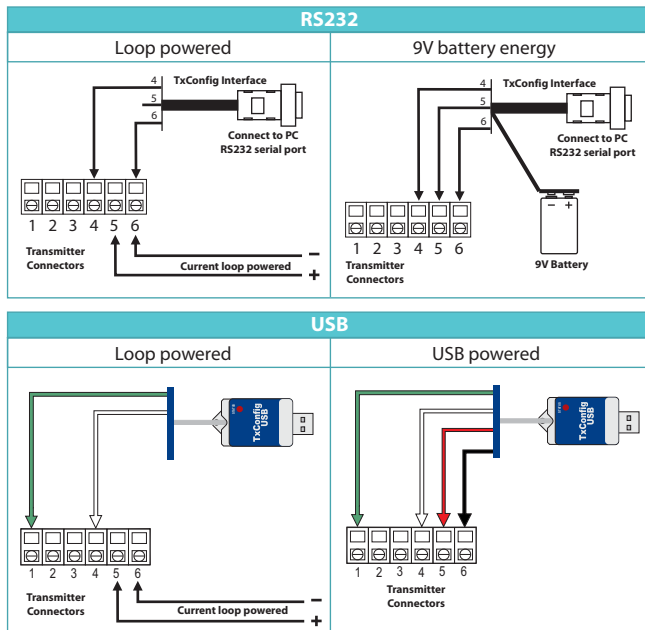 RS232
Loop powered
9V battery energy
4
TxConfig Interface
5
6
Connect to PC
RS232 serial port
1 2 3 4 5 6
Transmitter
Connectors
−
Current loop powered
+
4
TxConfig Interface
5
6
Connect to PC
RS232 serial port
− +
1 2 3 4 5 6
Transmitter
Connectors
9V Battery
USB
Loop powered
USB powered
TxConfig
USB
1 2 3 4 5 6
Transmitter
Connectors
−
Current loop powered
+
TxConfig
USB
1 2 3 4 5 6
Transmitter
Connectors